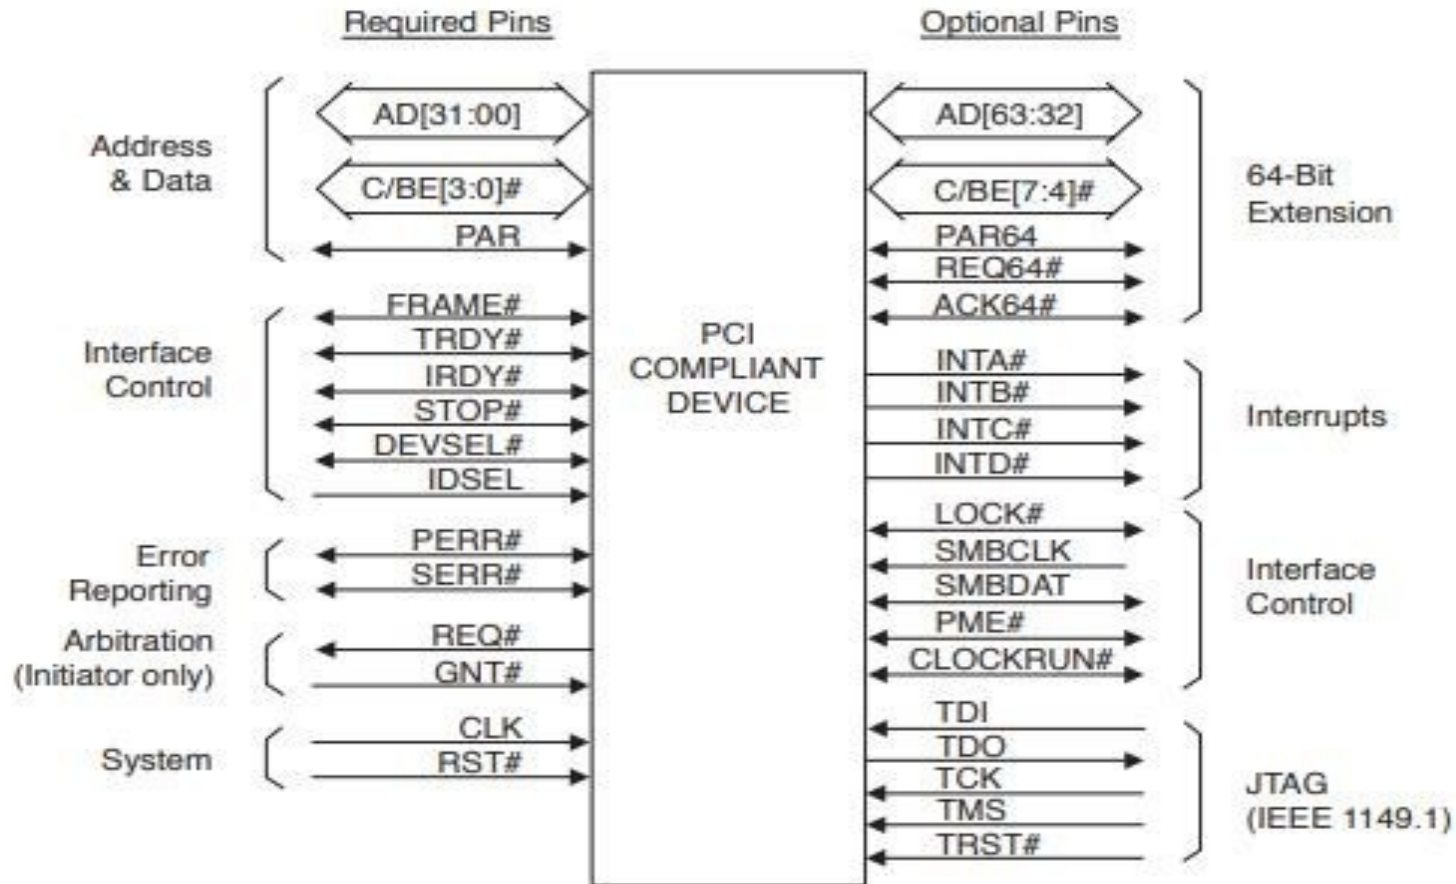 Required Pins
Optional Pins
Address
& Data
AD[31:00]
C/BE[3:0]#
PAR
Interface
Control
FRAME#
TRDY#
IRDY#
STOP#
DEVSEL#
IDSEL
Error
Reporting
PERR#
SERR#
Arbitration
(Initiator only)
REQ#
GNT#
System
CLK
RST#
PCI
COMPLIANT
DEVICE
AD[63:32]
C/BE[7:4]#
PAR64
REQ64#
ACK64#
64-Bit
Extension
INTA#
INTB#
INTC#
INTD#
Interrupts
LOCK#
SMBCLK
SMBDAT
PME#
CLOCKRUN#
Interface
Control
TDI
TDO
TCK
TMS
TRST#
JTAG
(IEEE 1149.1)